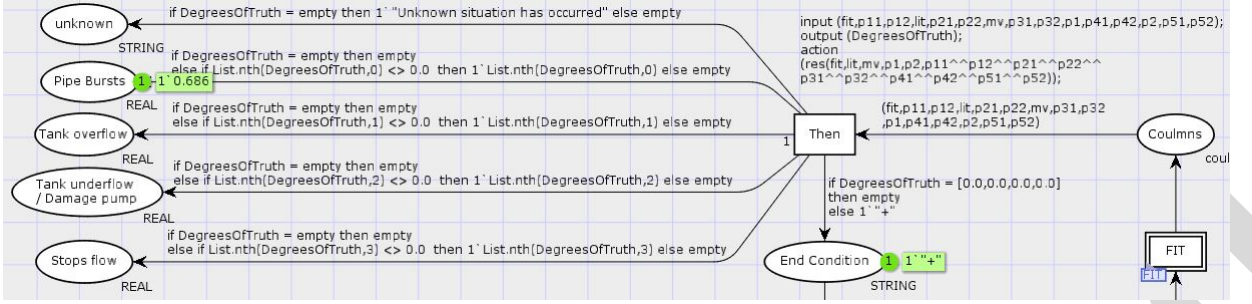 if DegreesOfTruth = empty then 1`"Unknown situation has occurred" else empty
unknown
STRING
if DegreesOfTruth = empty then empty
else if List.nth(DegreesOfTruth,0) <> 0.0 then 1`List.nth(DegreesOfTruth,0) else empty
Pipe Bursts
1
1`0.686
REAL
if DegreesOfTruth = empty then empty
else if List.nth(DegreesOfTruth,1) <> 0.0 then 1`List.nth(DegreesOfTruth,1) else empty
Tank overflow
REAL
if DegreesOfTruth = empty then empty
else if List.nth(DegreesOfTruth,2) <> 0.0 then 1`List.nth(DegreesOfTruth,2) else empty
Tank underflow
/ Damage pump
REAL
if DegreesOfTruth = empty then empty
else if List.nth(DegreesOfTruth,3) <> 0.0 then 1`List.nth(DegreesOfTruth,3) else empty
Stops flow
REAL
input (fit,p11,p12,lit,p21,p22,mv,p31,p32,p1,p41,p42,p2,p51,p52);
output (DegreesOfTruth);
action
(res(fit,lit,mv,p1,p2,p11^^p12^^p21^^p22^^
p31^^p32^^p41^^p42^^p51^^p52));
Then
1
(fit,p11,p12,lit,p21,p22,mv,p31,p32
,p1,p41,p42,p2,p51,p52)
Coulmns
coul
if DegreesOfTruth = [0.0,0.0,0.0,0.0]
then empty
else 1`"+"
End Condition
1
1`"+"
STRING
FIT
FIT